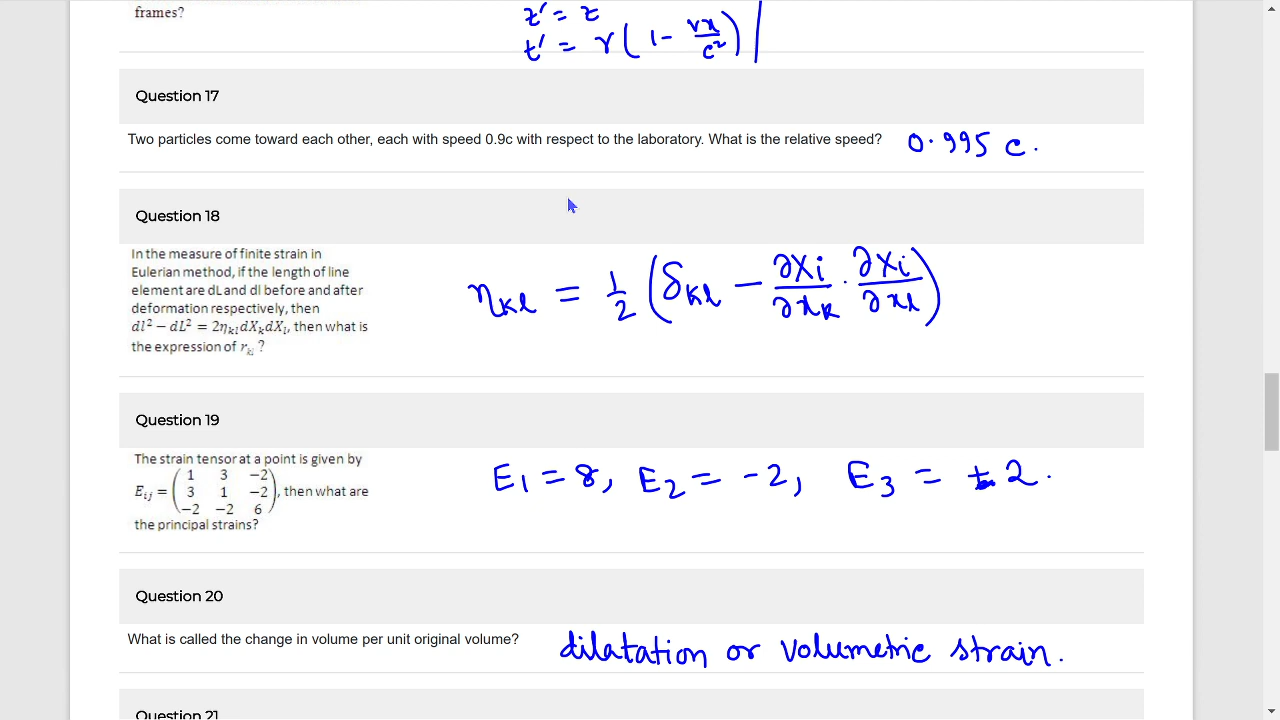 frames?
z' = z
t' = γ(1 - vx/c²)
Question 17
Two particles come toward each other, each with speed 0.9c with respect to the laboratory. What is the relative speed? 0.995 c.
Question 18
In the measure of finite strain in
Eulerian method, if the length of line
element are dL and dl before and after
deformation respectively, then
dl² − dL² = 2η_kl dX_k dX_l, then what is
the expression of r_kl ?
η_kl = 1/2 (δ_kl − ∂X_i/∂x_k · ∂X_i/∂x_l)
Question 19
The strain tensor at a point is given by
E_ij = ( 1 3 −2
3 1 −2
−2 −2 6 ), then what are
the principal strains?
E1 = 8, E2 = -2, E3 = 2.
Question 20
What is called the change in volume per unit original volume? dilatation or volumetric strain.
Question 21